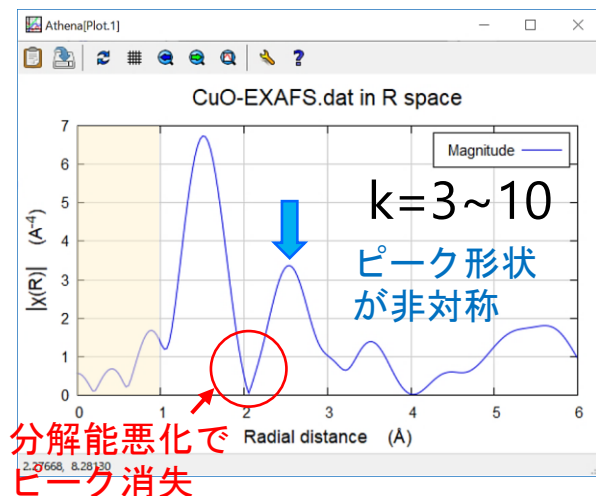 Athena[Plot.1]
CuO-EXAFS.dat in R space
Magnitude
k=3~10
ピーク形状
が非対称
|χ(R)| (A⁻⁴)
7
6
5
4
3
2
1
0
0 1 2 3 4 5 6
Radial distance (Å)
分解能悪化で
ピーク消失
2.27668, 8.28130